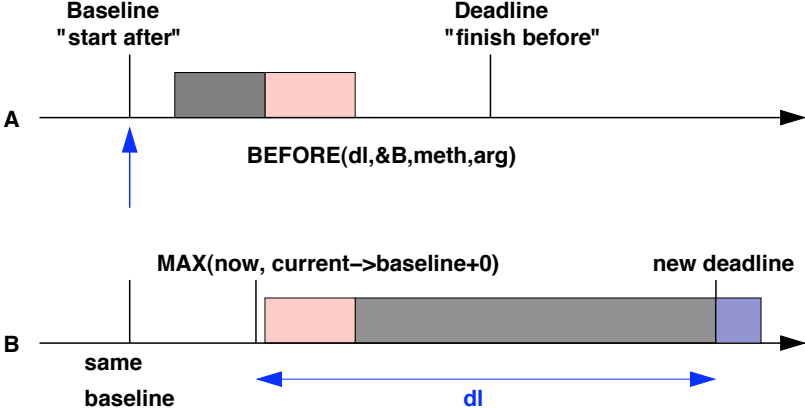 Baseline
"start after"
Deadline
"finish before"
A
BEFORE(dl,&B,meth,arg)
MAX(now, current−>baseline+0)
new deadline
B
same
baseline
dl